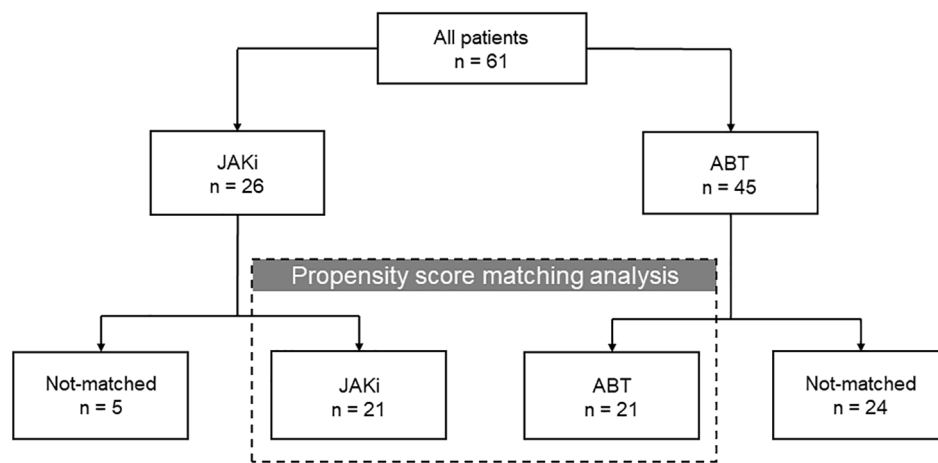 All patients
n = 61
JAKi
n = 26
ABT
n = 45
Propensity score matching analysis
Not-matched
n = 5
JAKi
n = 21
ABT
n = 21
Not-matched
n = 24